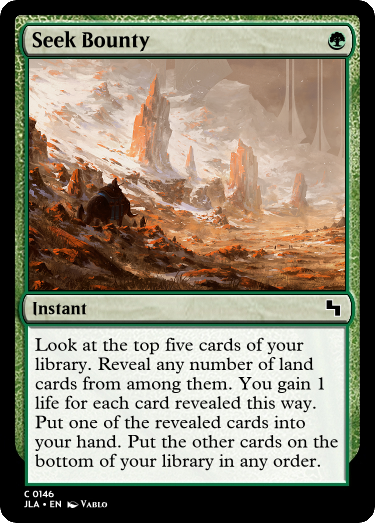 Seek Bounty
Instant
Look at the top five cards of your
library. Reveal any number of land
cards from among them. You gain 1
life for each card revealed this way.
Put one of the revealed cards into
your hand. Put the other cards on the
bottom of your library in any order.
C 0146
JLA • EN Vablo